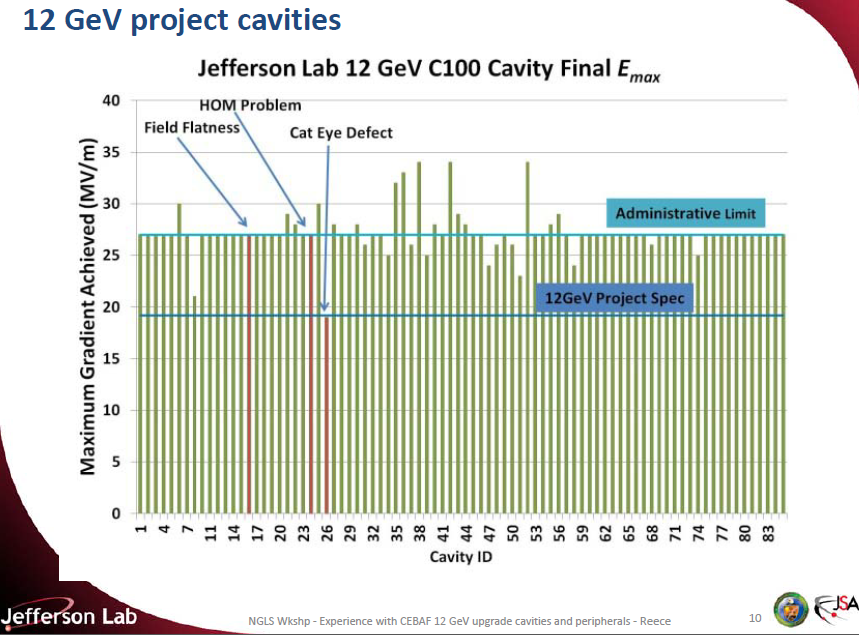 12 GeV project cavities
Jefferson Lab 12 GeV C100 Cavity Final Emax
Maximum Gradient Achieved (MV/m)
40
35
30
25
20
15
10
5
0
HOM Problem
Field Flatness
Cat Eye Defect
Administrative Limit
12GeV Project Spec
1 4 7 11 14 17 20 23 26 29 32 35 38 41 44 47 50 53 56 59 62 65 68 71 74 77 80 83
Cavity ID
Jefferson Lab
NGLS Wkshp - Experience with CEBAF 12 GeV upgrade cavities and peripherals - Reece
10
JSA